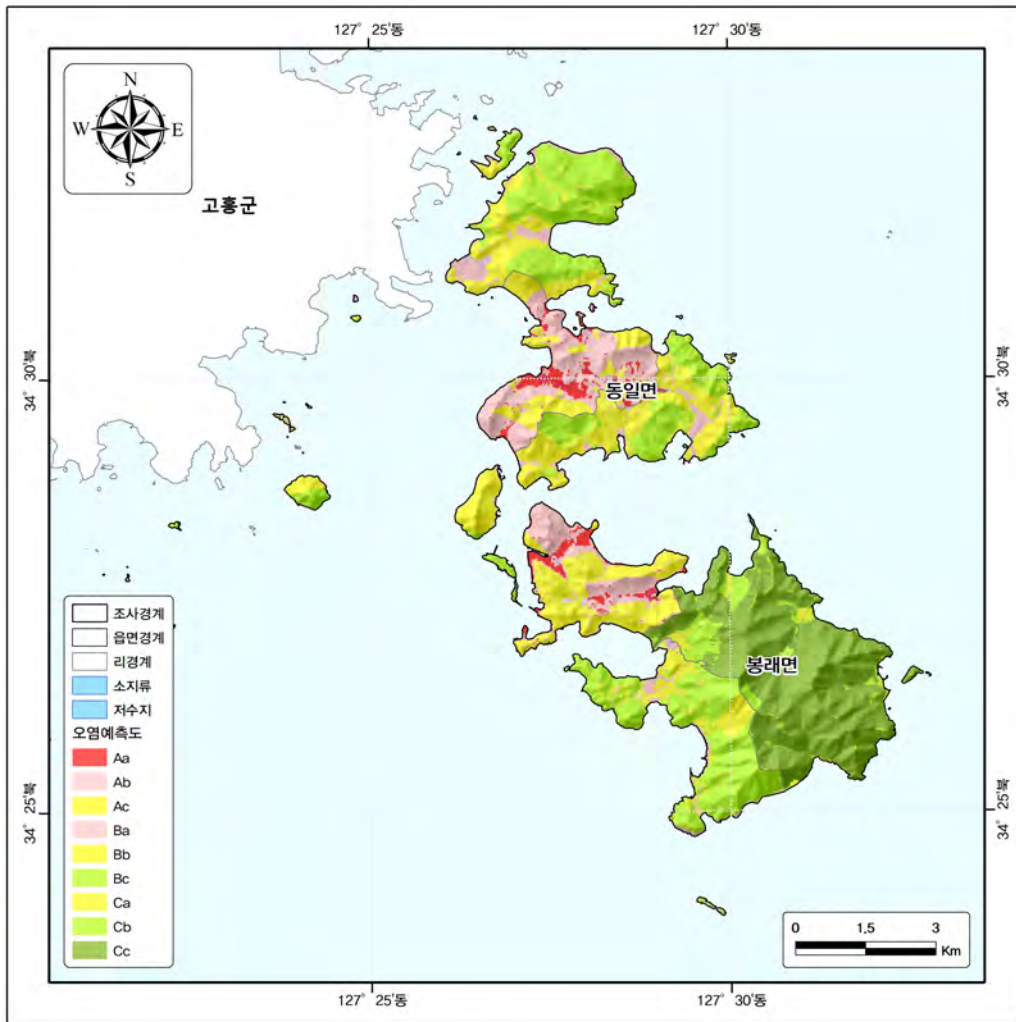 127° 25'동
127° 30'동
N
W
E
S
고흥군
34° 30'북
34° 30'북
동일면
봉래면
34° 25'북
34° 25'북
조사경계
읍면경계
리경계
소지류
저수지
오염예측도
Aa
Ab
Ac
Ba
Bb
Bc
Ca
Cb
Cc
0 1.5 3
Km
127° 25'동
127° 30'동